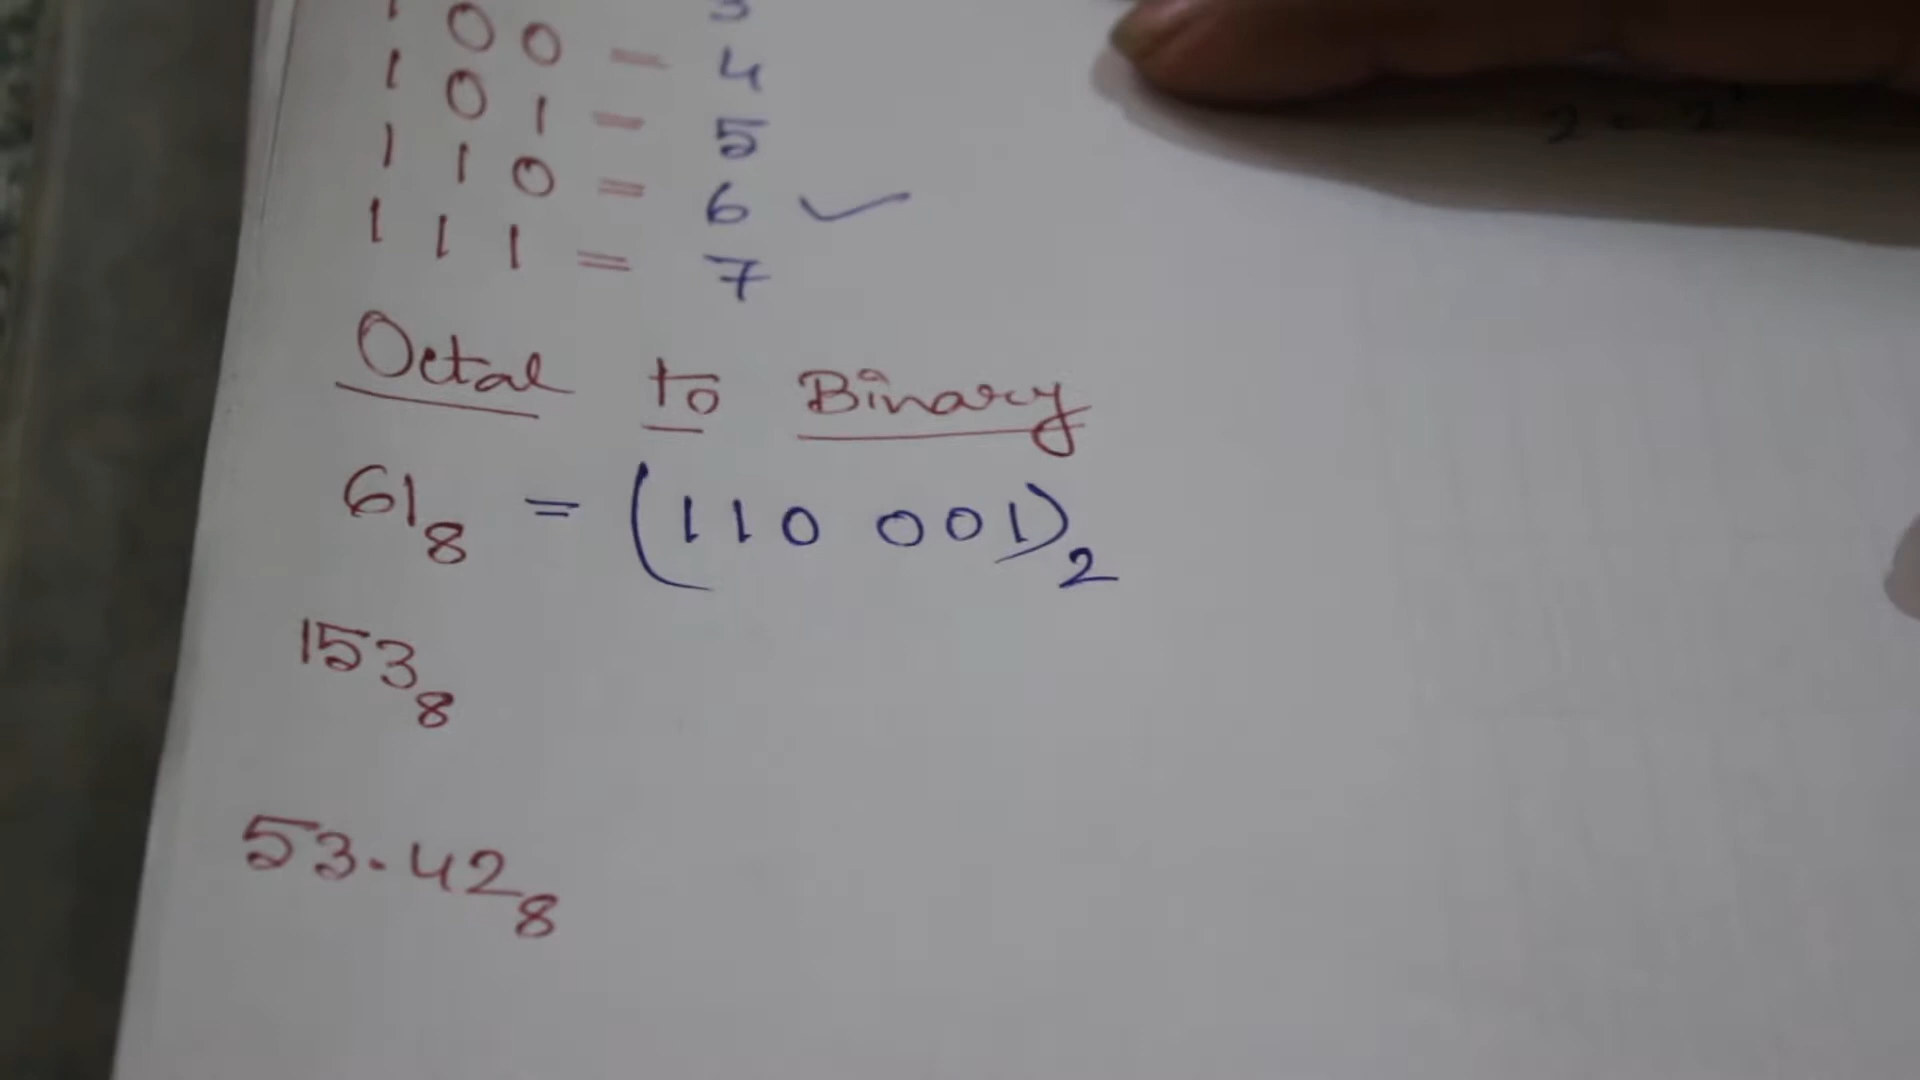 3
1 0 0 - 4
1 0 1 = 5
1 1 0 = 6 ✓
1 1 1 = 7
Octal to Binary
61₈ = (110 001)₂
153₈
53.42₈